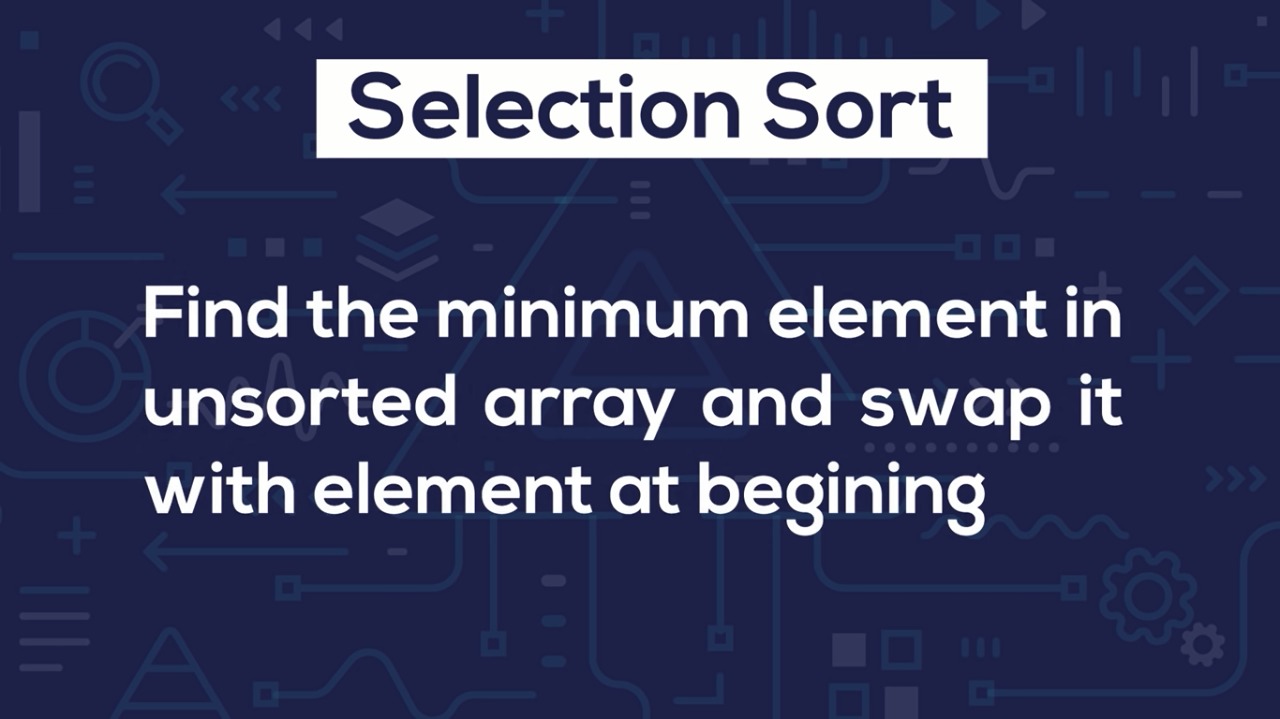 Selection Sort
Find the minimum element in
unsorted array and swap it
with element at begining